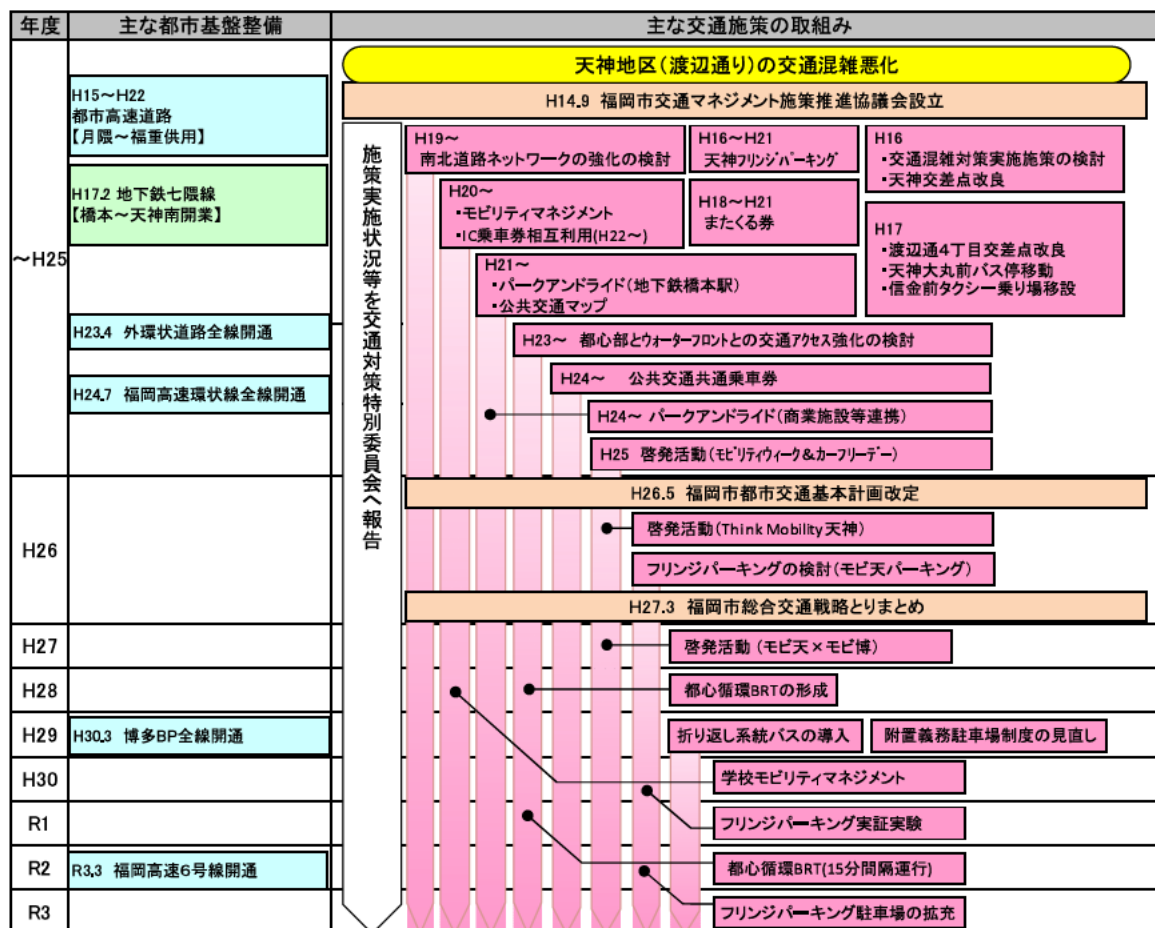 年度
主な都市基盤整備
主な交通施策の取組み
天神地区(渡辺通り)の交通混雑悪化
H14.9 福岡市交通マネジメント施策推進協議会設立
~H25
H15~H22
都市高速道路
【月隈~福重供用】
H17.2 地下鉄七隈線
【橋本~天神南開業】
H23.4 外環状道路全線開通
H24.7 福岡高速環状線全線開通
施策実施状況等を交通対策特別委員会へ報告
H19~
南北道路ネットワークの強化の検討
H16~H21
天神フリンジパーキング
H16
・交通混雑対策実施施策の検討
・天神交差点改良
H20~
・モビリティマネジメント
・IC乗車券相互利用(H22~)
H18~H21
またくる券
H17
・渡辺通4丁目交差点改良
・天神大丸前バス停移動
・信金前タクシー乗り場移設
H21~
・パークアンドライド(地下鉄橋本駅)
・公共交通マップ
H23~ 都心部とウォーターフロントとの交通アクセス強化の検討
H24~ 公共交通共通乗車券
H24~ パークアンドライド(商業施設等連携)
H25 啓発活動(モビリティウィーク&カーフリーデー)
H26
H26.5 福岡市都市交通基本計画改定
啓発活動(Think Mobility天神)
フリンジパーキングの検討(モビ天パーキング)
H27.3 福岡市総合交通戦略とりまとめ
H27
啓発活動 (モビ天×モビ博)
H28
都心循環BRTの形成
H29
H30.3 博多BP全線開通
折り返し系統バスの導入
附置義務駐車場制度の見直し
H30
学校モビリティマネジメント
R1
フリンジパーキング実証実験
R2
R3.3 福岡高速6号線開通
都心循環BRT(15分間隔運行)
R3
フリンジパーキング駐車場の拡充